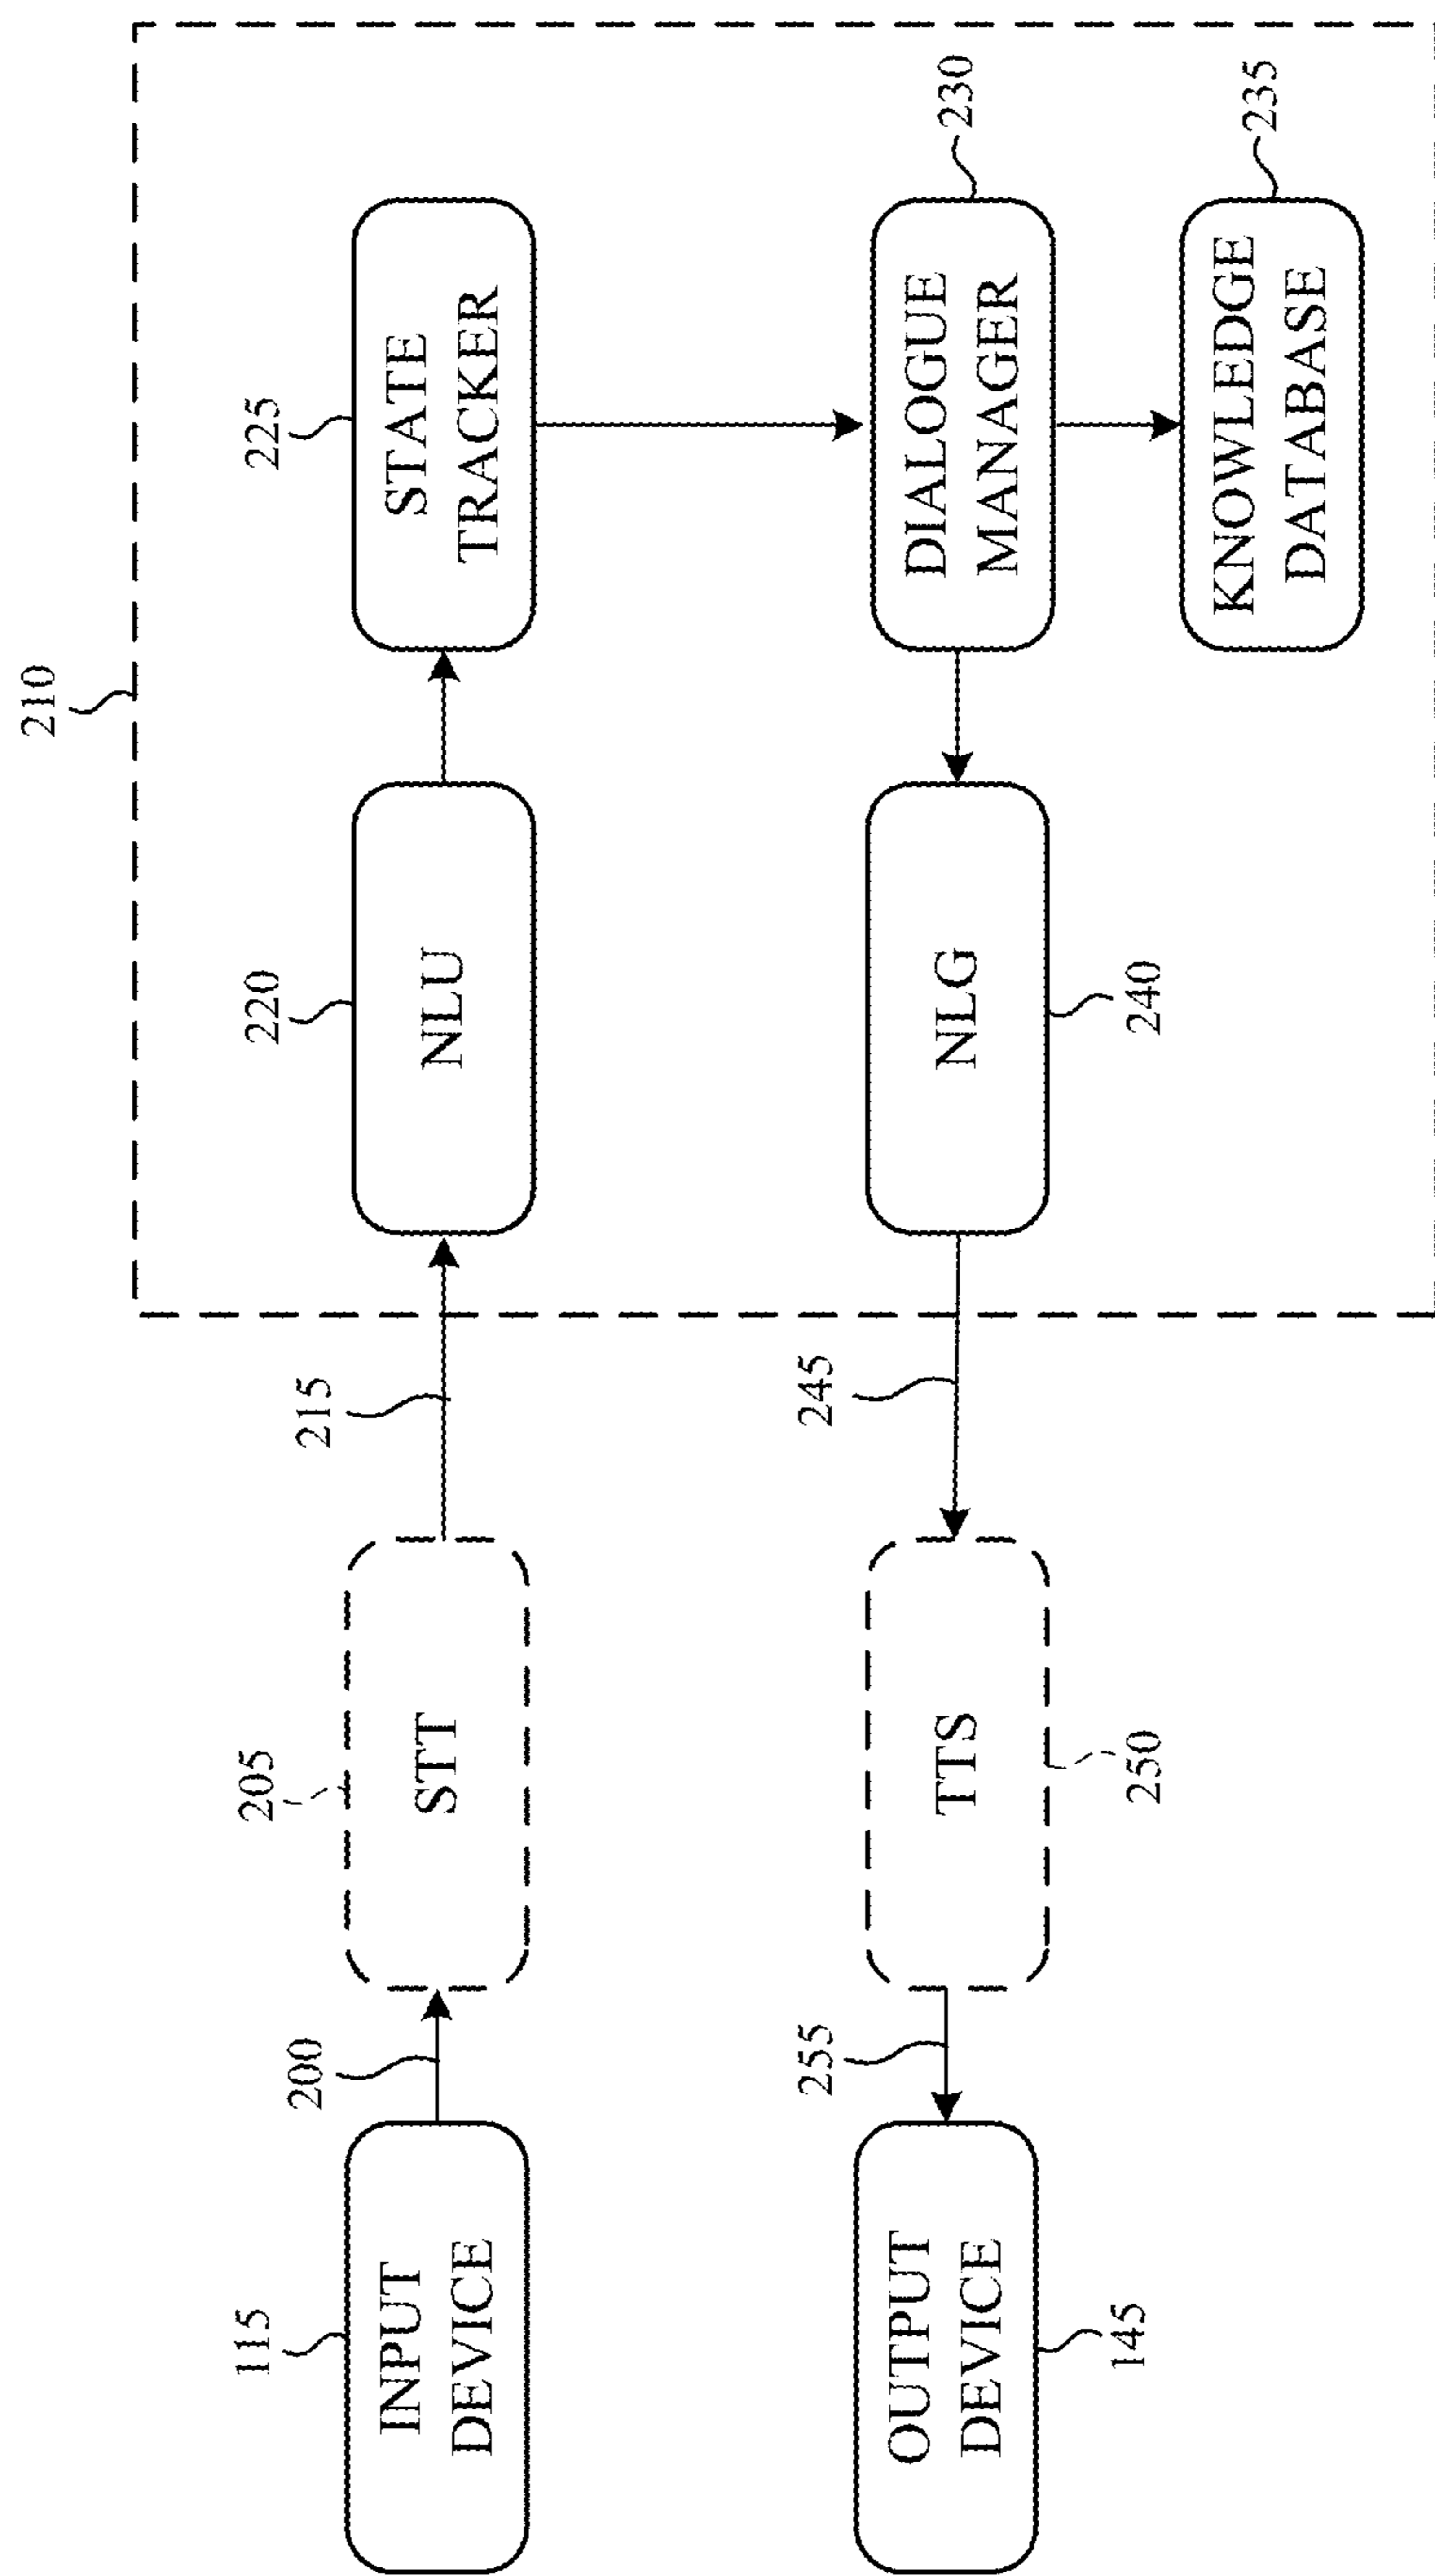 210
115
200
205
215
220
225
INPUT
DEVICE
STT
NLU
STATE
TRACKER
255
245
230
OUTPUT
DEVICE
TTS
NLG
DIALOGUE
MANAGER
145
250
240
235
KNOWLEDGE
DATABASE